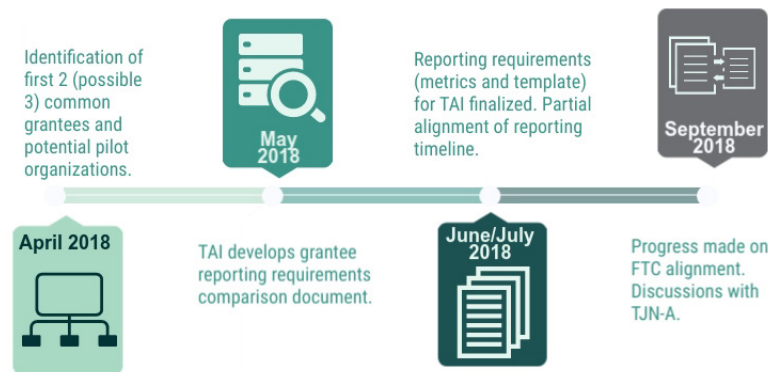 Identification of
first 2 (possible
3) common
grantees and
potential pilot
organizations.
April 2018
May
2018
TAI develops grantee
reporting requirements
comparison document.
Reporting requirements
(metrics and template)
for TAI finalized. Partial
alignment of reporting
timeline.
June/July
2018
September
2018
Progress made on
FTC alignment.
Discussions with
TJN-A.